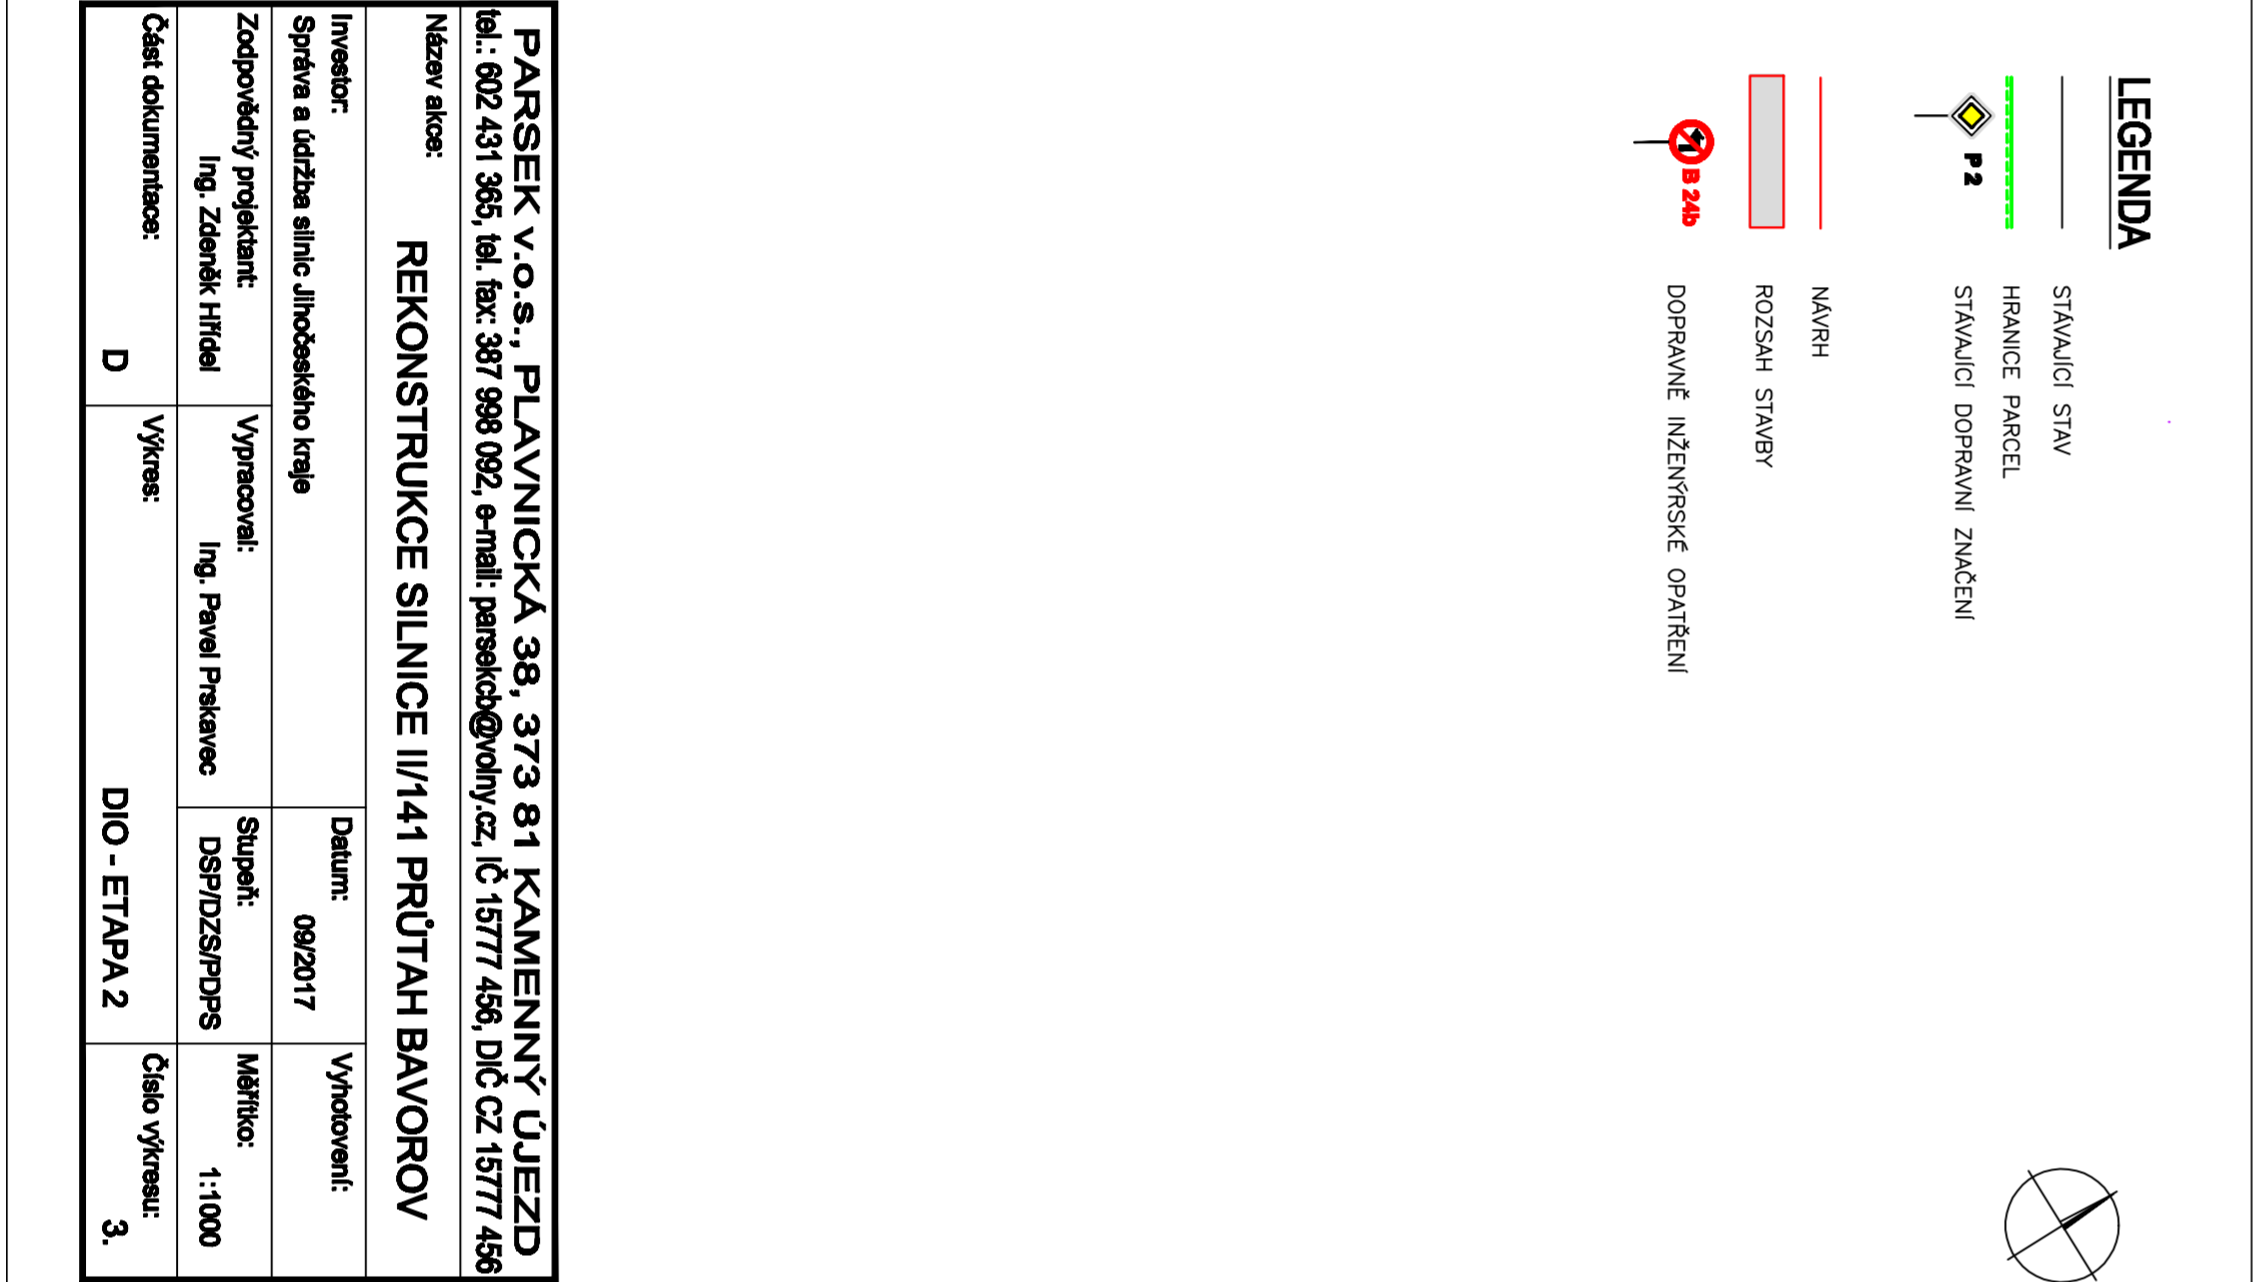 LEGENDA
STÁVAJÍCÍ STAV
HRANICE PARCEL
P 2 STÁVAJÍCÍ DOPRAVNÍ ZNAČENÍ
NÁVRH
ROZSAH STAVBY
B 24b DOPRAVNĚ INŽENÝRSKÉ OPATŘENÍ
PARSEK v.o.s., PLAVNICKÁ 38, 373 81 KAMENNÝ ÚJEZD
tel.: 602 431 365, tel. fax: 387 998 092, e-mail: parsekcb@volny.cz, IČ 15777 456, DIČ CZ 15777 456
Název akce:
REKONSTRUKCE SILNICE II/141 PRŮTAH BAVOROV
Investor:
Správa a údržba silnic Jihočeského kraje
Datum:
09/2017
Vyhotovení:
Zodpovědný projektant:
Ing. Zdeněk Hřídel
Vypracoval:
Ing. Pavel Prskavec
Stupeň:
DSP/DZS/PDPS
Měřítko:
1:1000
Část dokumentace:
D
Výkres:
DIO - ETAPA 2
Číslo výkresu:
3.